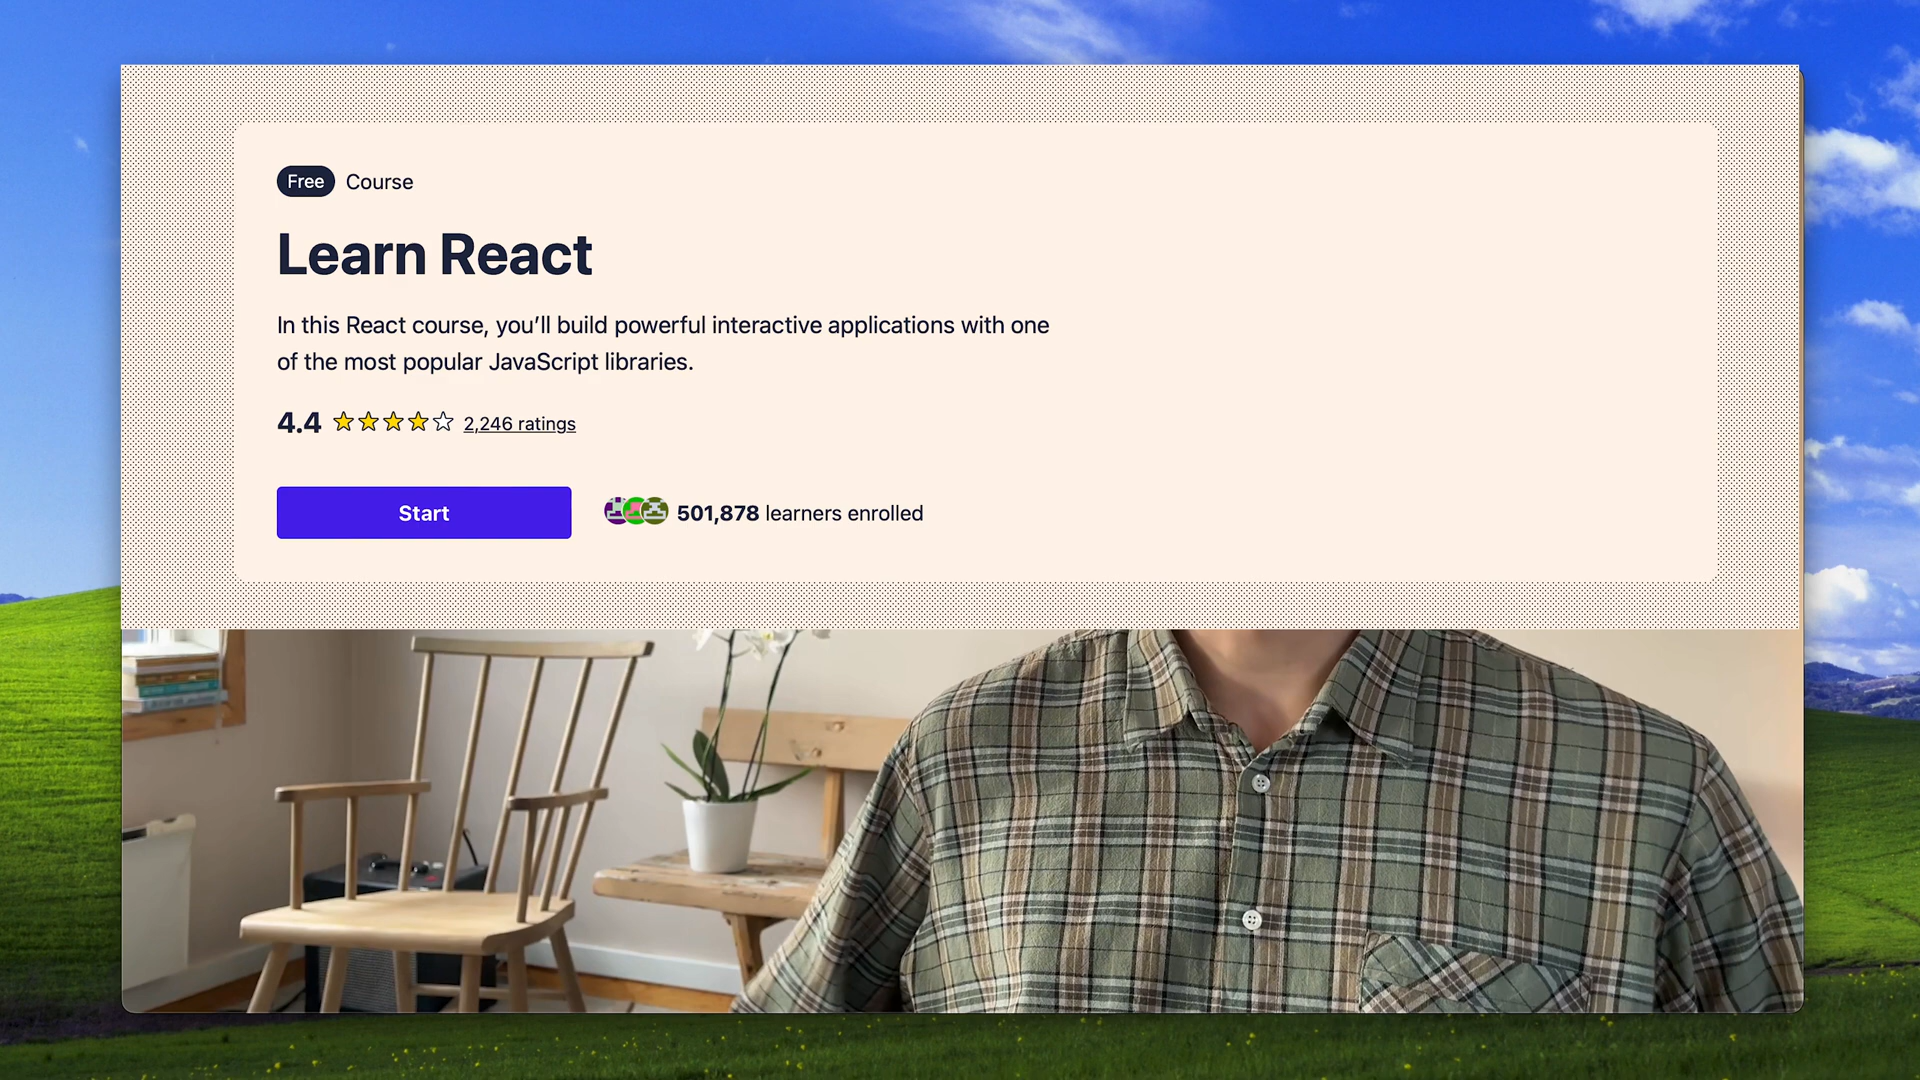 Free Course
Learn React
In this React course, you’ll build powerful interactive applications with one
of the most popular JavaScript libraries.
4.4 2,246 ratings
Start 501,878 learners enrolled